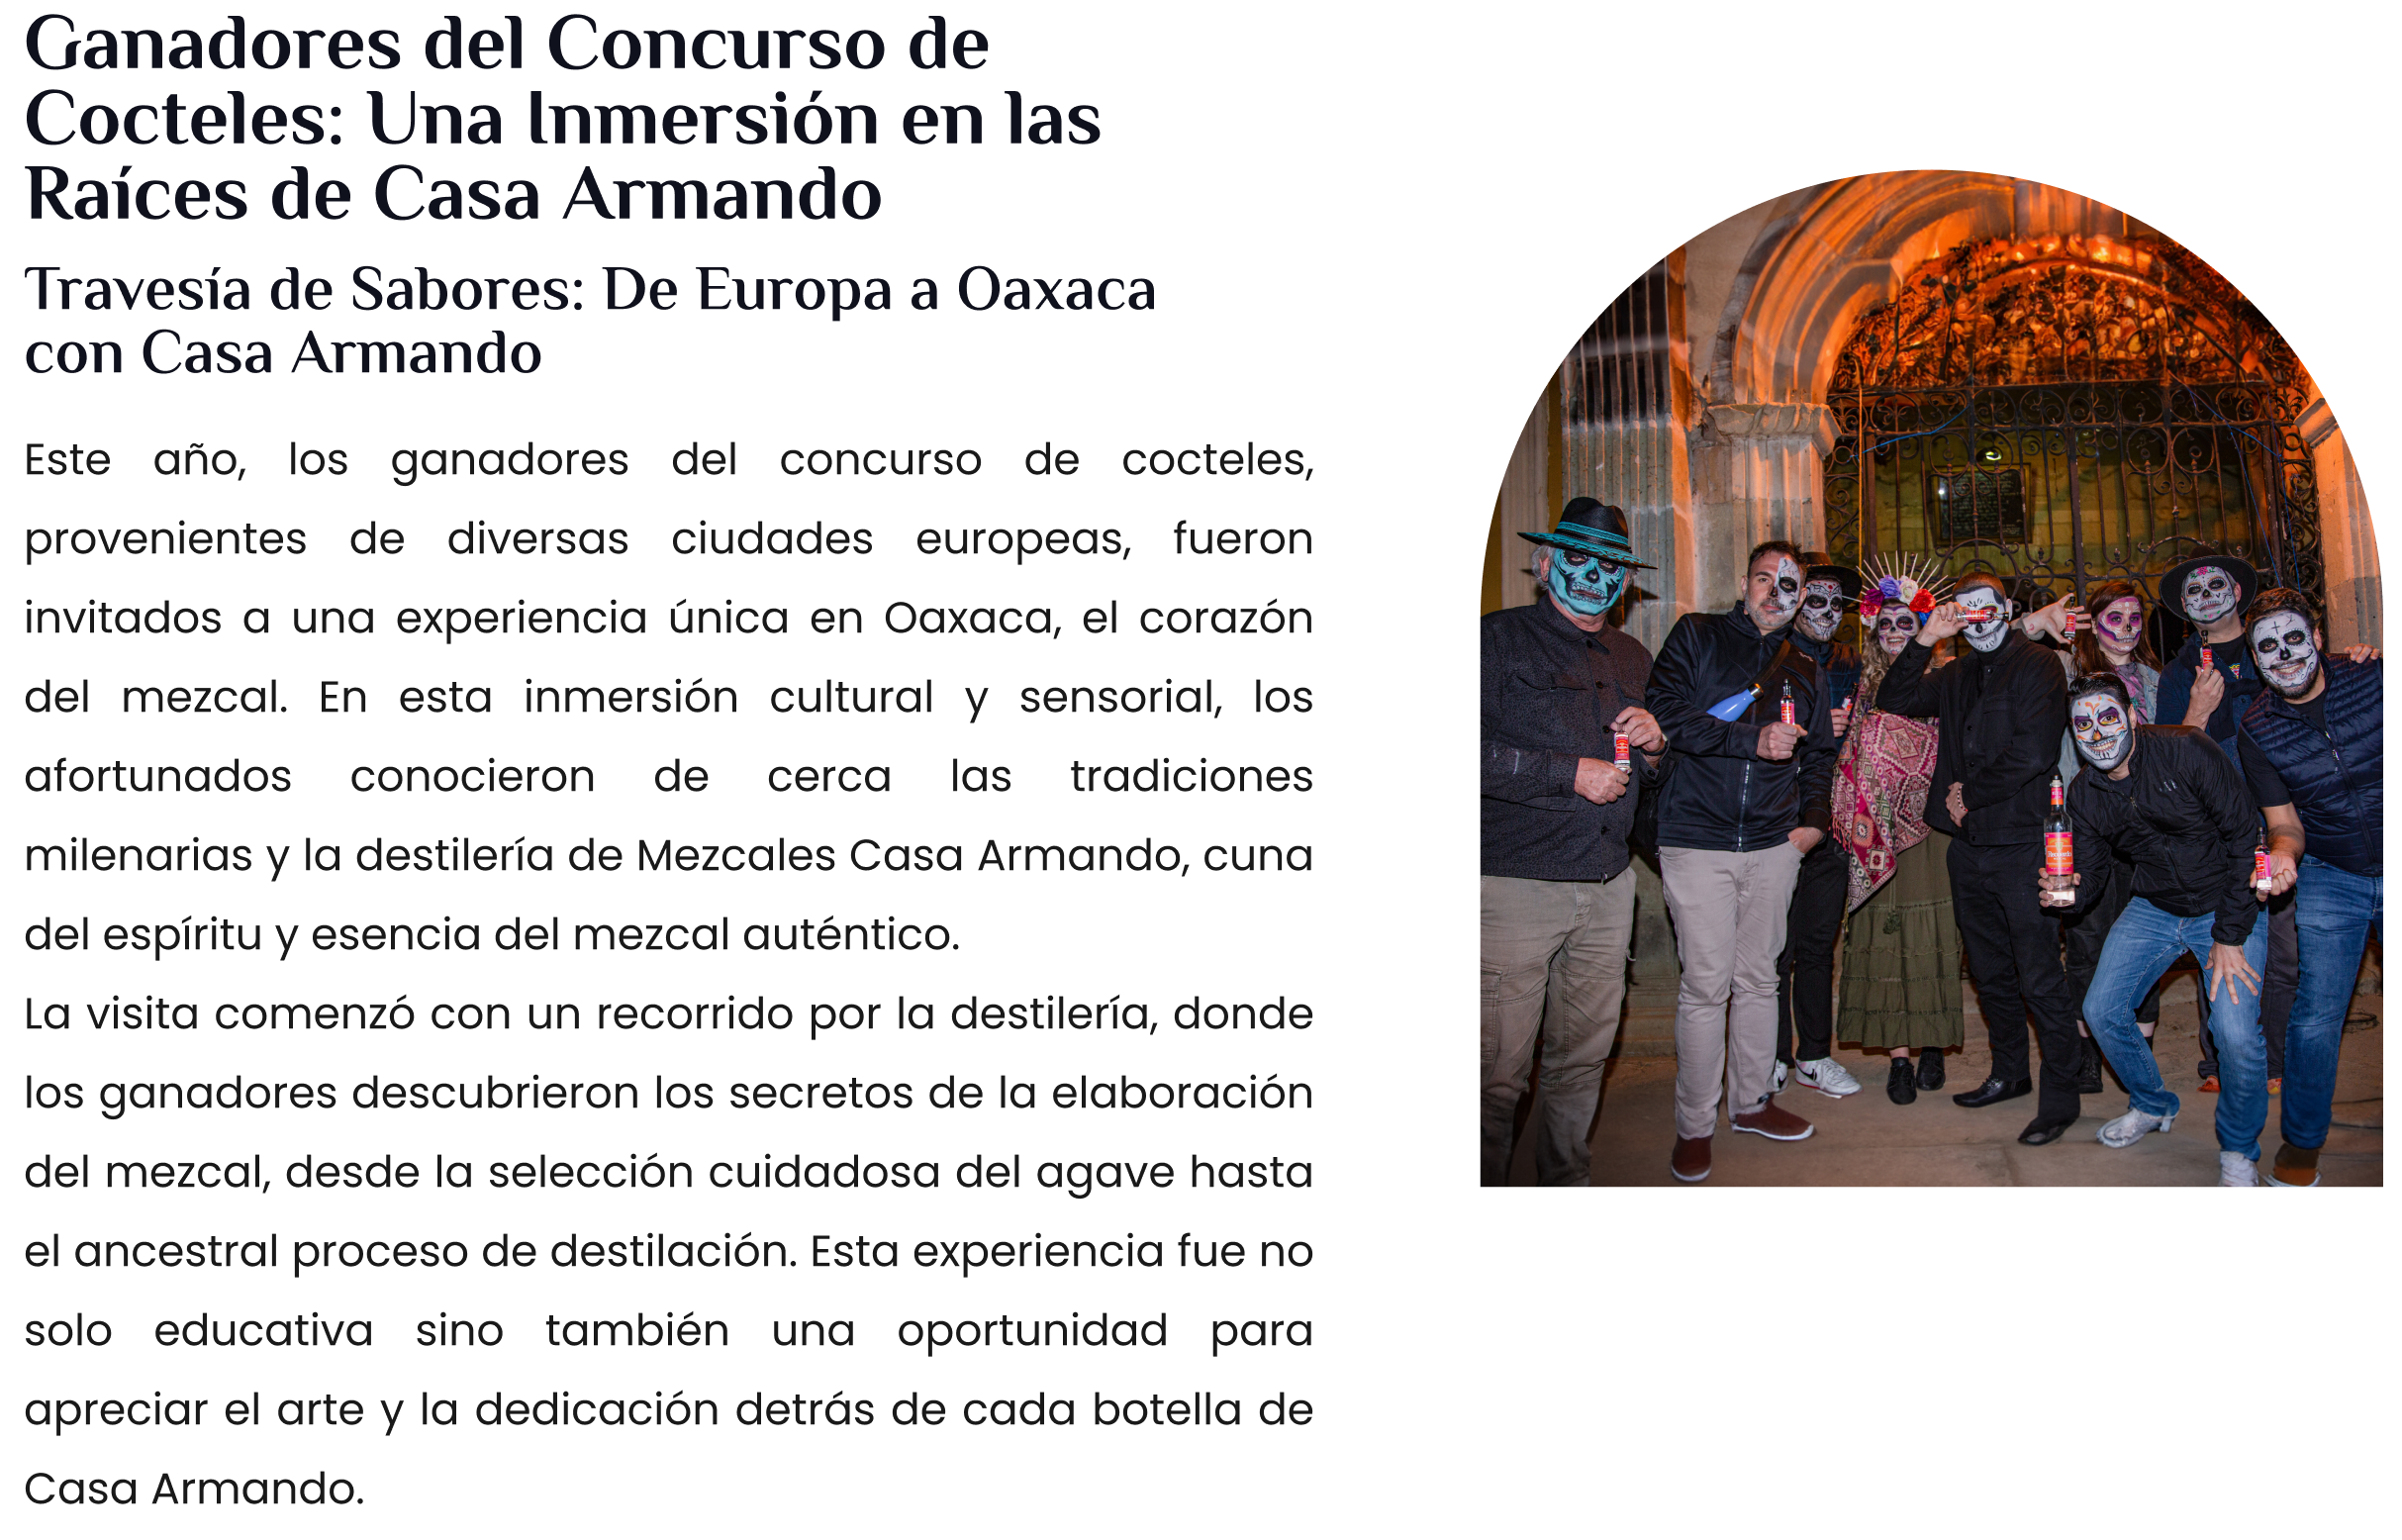 Ganadores del Concurso de
Cocteles: Una Inmersión en las
Raíces de Casa Armando
Travesía de Sabores: De Europa a Oaxaca
con Casa Armando
Este año, los ganadores del concurso de cocteles,
provenientes de diversas ciudades europeas, fueron
invitados a una experiencia única en Oaxaca, el corazón
del mezcal. En esta inmersión cultural y sensorial, los
afortunados conocieron de cerca las tradiciones
milenarias y la destilería de Mezcales Casa Armando, cuna
del espíritu y esencia del mezcal auténtico.
La visita comenzó con un recorrido por la destilería, donde
los ganadores descubrieron los secretos de la elaboración
del mezcal, desde la selección cuidadosa del agave hasta
el ancestral proceso de destilación. Esta experiencia fue no
solo educativa sino también una oportunidad para
apreciar el arte y la dedicación detrás de cada botella de
Casa Armando.